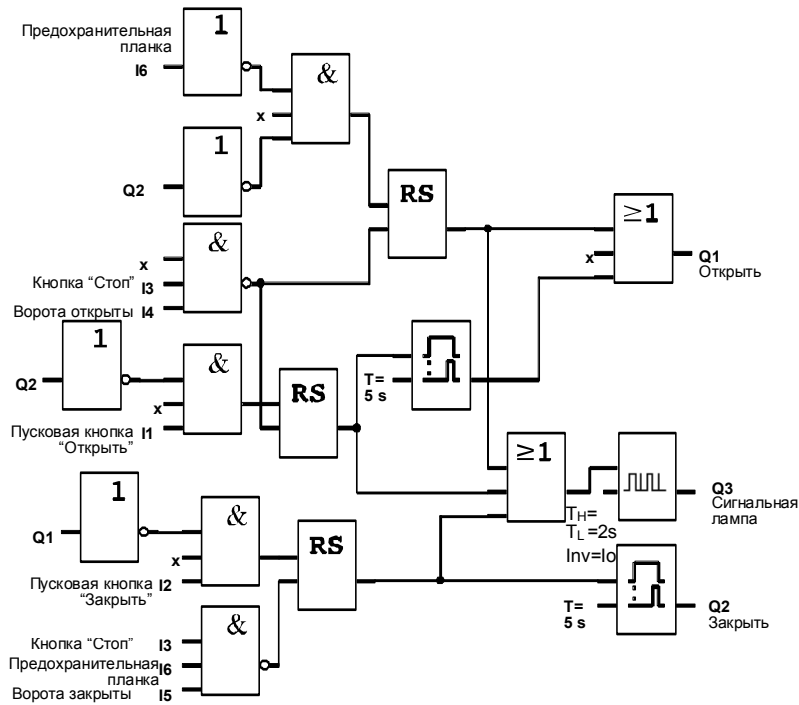 Предохранительная
планка
I6
1
&
x
1
Q2
RS
&
x
Кнопка “Стоп” I3
Ворота открыты I4
≥1
x
Q1
Открыть
1
Q2
&
x
Пусковая кнопка I1
“Открыть”
RS
T=
5 s
≥1
Q3
Сигнальная
лампа
TH=
TL=2s
Inv=Io
1
Q1
&
x
Пусковая кнопка I2
“Закрыть”
RS
T=
5 s
Q2
Закрыть
&
Кнопка “Стоп” I3
Предохранительная I6
планка
Ворота закрыты I5